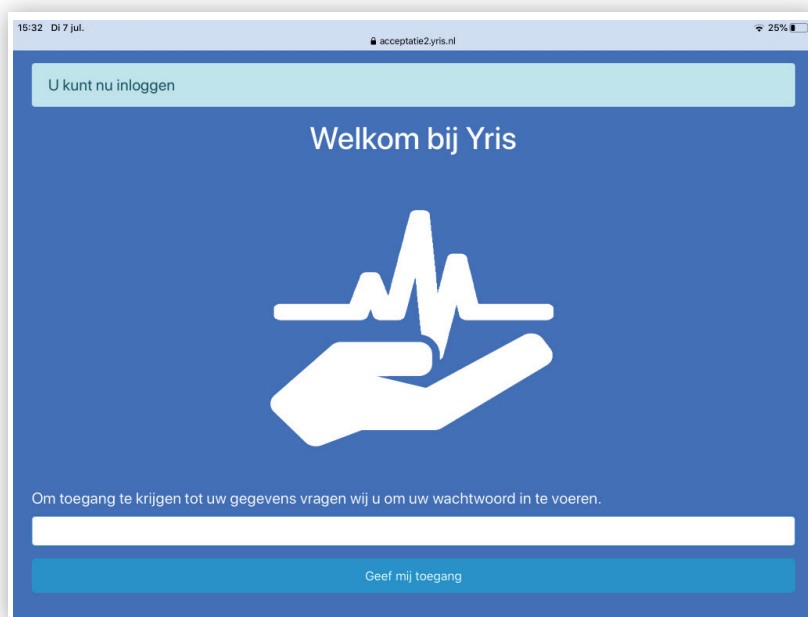 15:32 Di 7 jul.
25%
acceptatie2.yris.nl
U kunt nu inloggen
Welkom bij Yris
Om toegang te krijgen tot uw gegevens vragen wij u om uw wachtwoord in te voeren.
Geef mij toegang